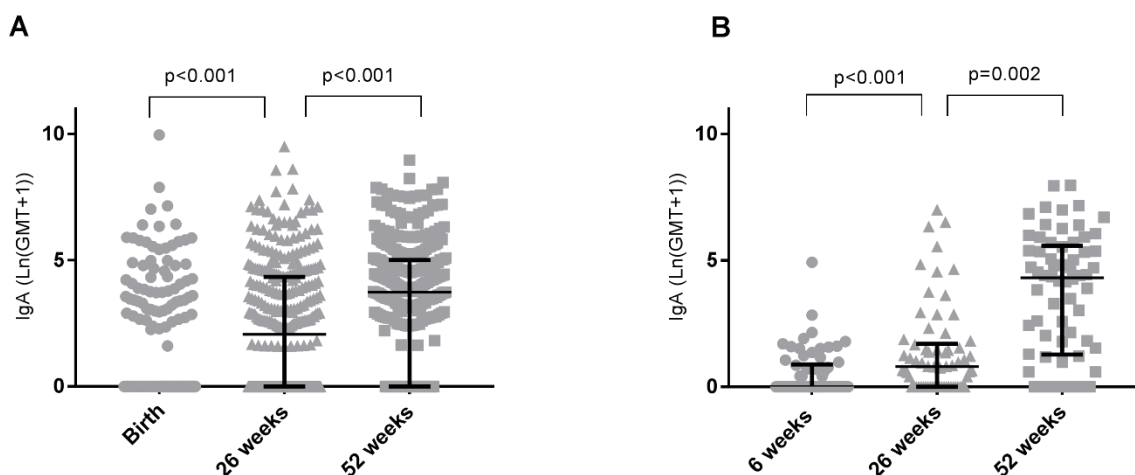 A
p<0.001
p<0.001
IgA (Ln(GMT+1))
10
5
0
Birth
26 weeks
52 weeks
B
p<0.001
p=0.002
IgA (Ln(GMT+1))
10
5
0
6 weeks
26 weeks
52 weeks